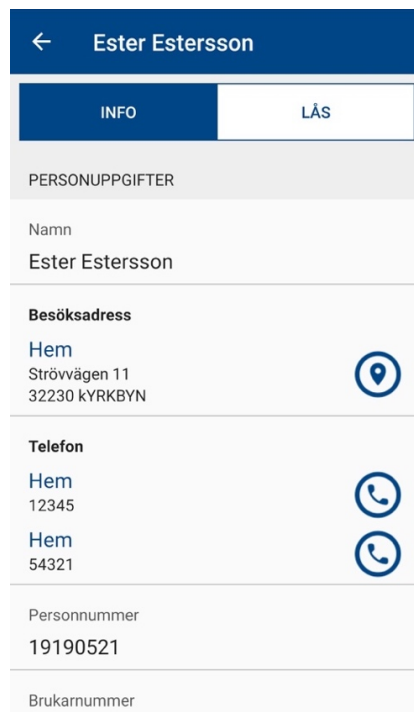 Ester Estersson
INFO
LÅS
PERSONUPPGIFTER
Namn
Ester Estersson
Besöksadress
Hem
Strövvägen 11
32230 kYRKBYN
Telefon
Hem
12345
Hem
54321
Personnummer
19190521
Brukarnummer